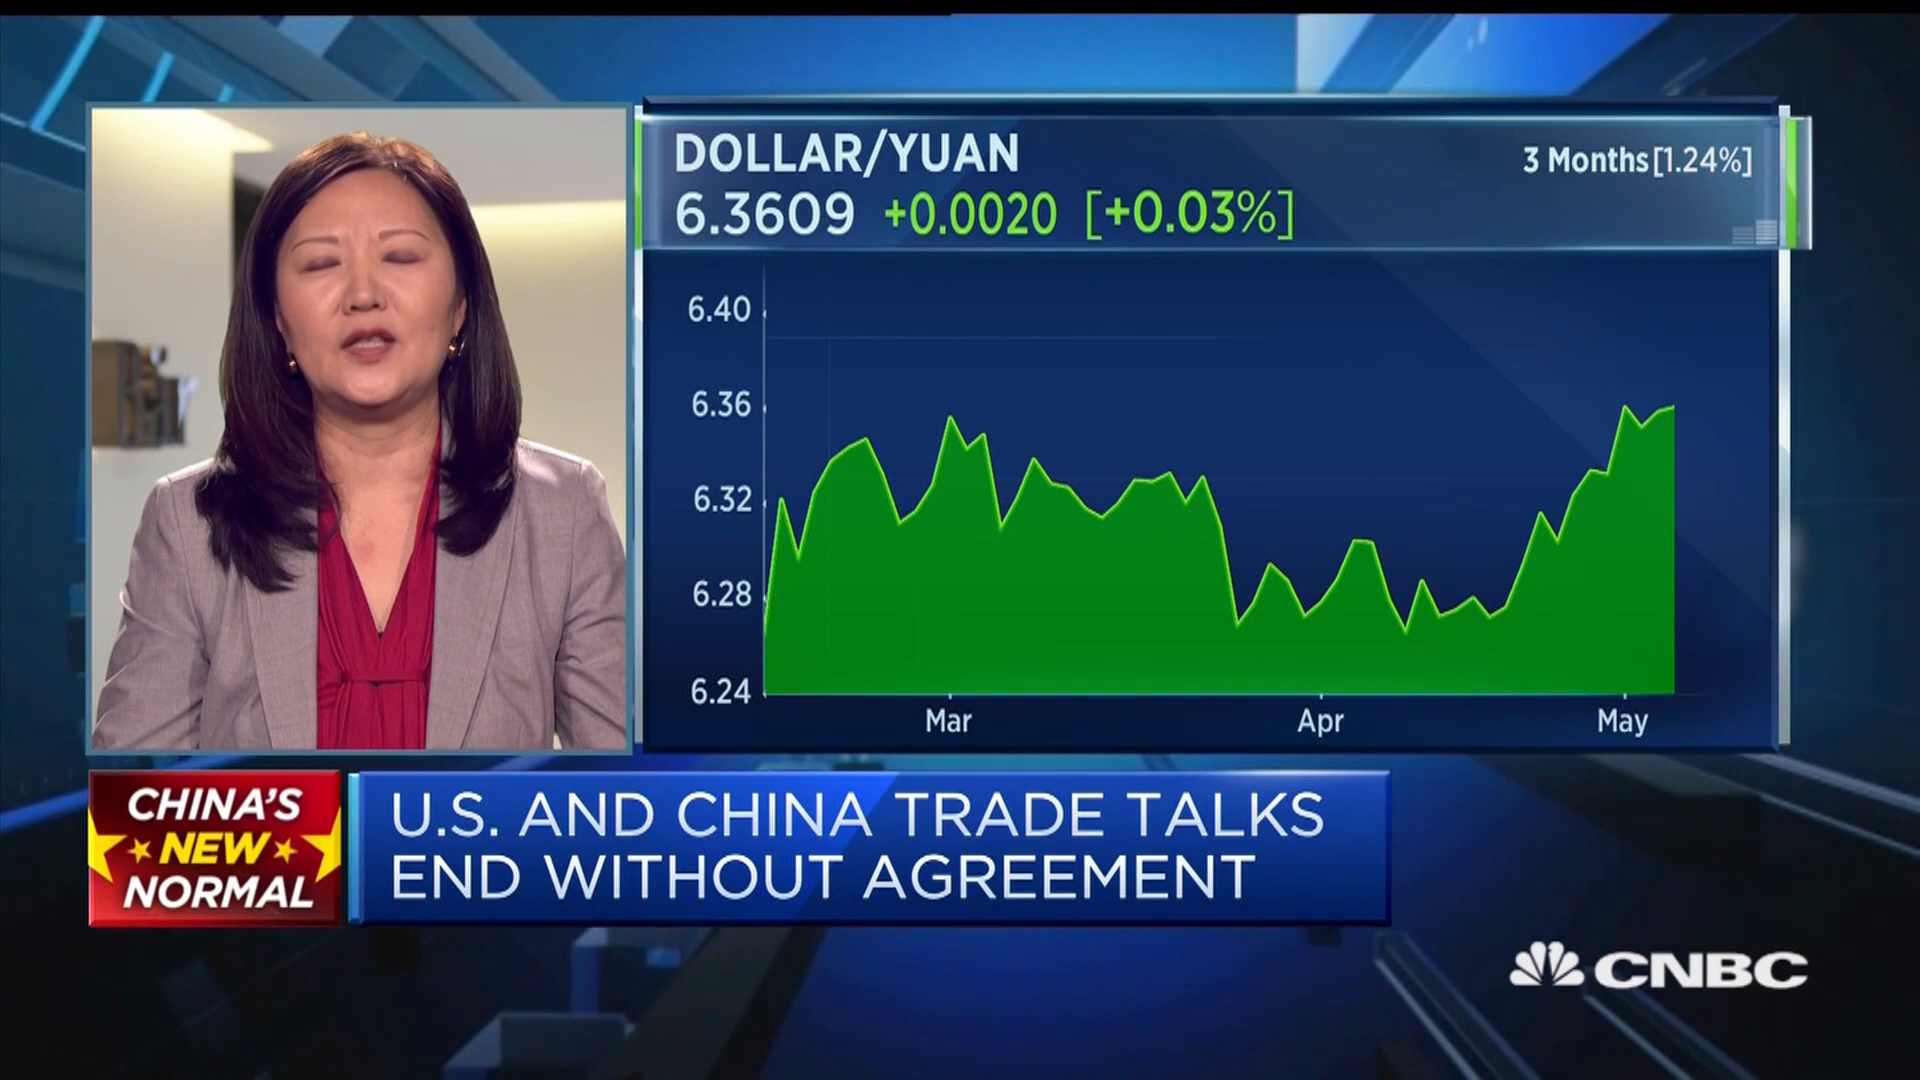 DOLLAR/YUAN
3 Months [1.24%]
6.3609 +0.0020 [+0.03%]
6.40
6.36
6.32
6.28
6.24
Mar Apr May
CHINA'S
NEW
NORMAL
U.S. AND CHINA TRADE TALKS
END WITHOUT AGREEMENT
CNBC